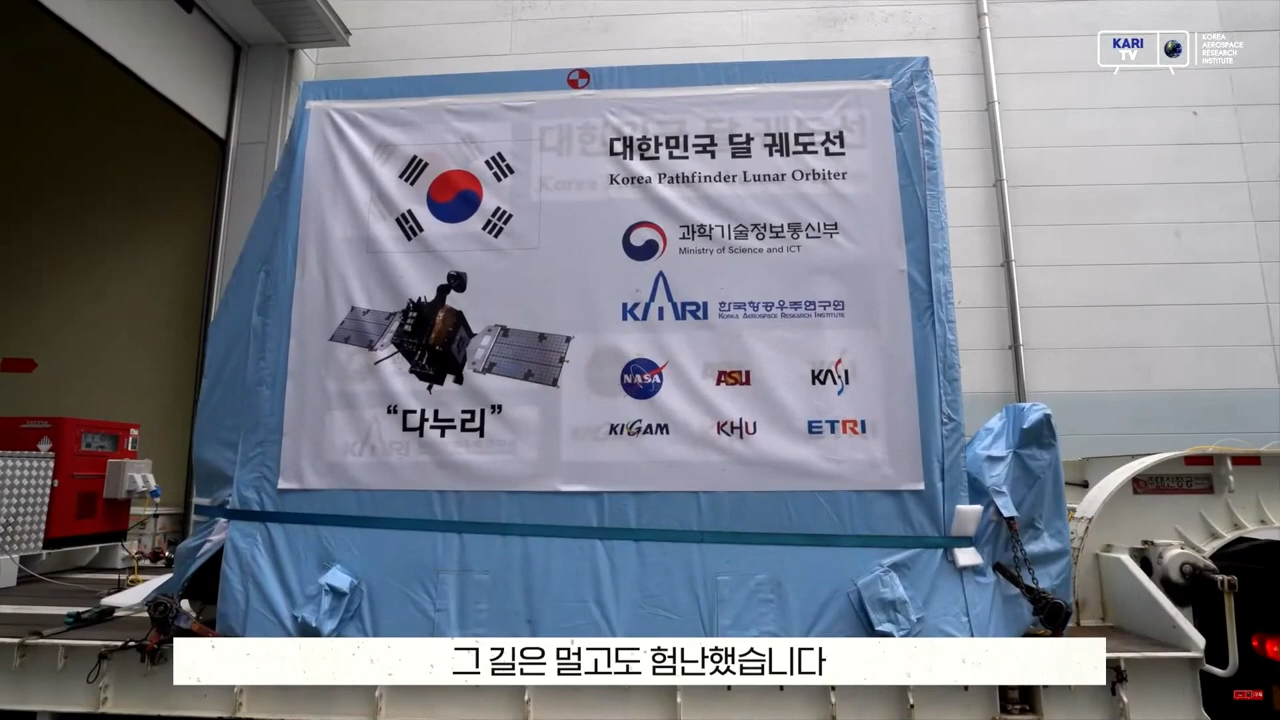 KARI
TV
KOREA
AEROSPACE
RESEARCH
INSTITUTE
대한민국 달 궤도선
Korea Pathfinder Lunar Orbiter
과학기술정보통신부
Ministry of Science and ICT
KARI 한국항공우주연구원
KOREA AEROSPACE RESEARCH INSTITUTE
NASA ASU KASI
“다누리”
KIGAM KHU ETRI
그 길은 멀고도 험난했습니다